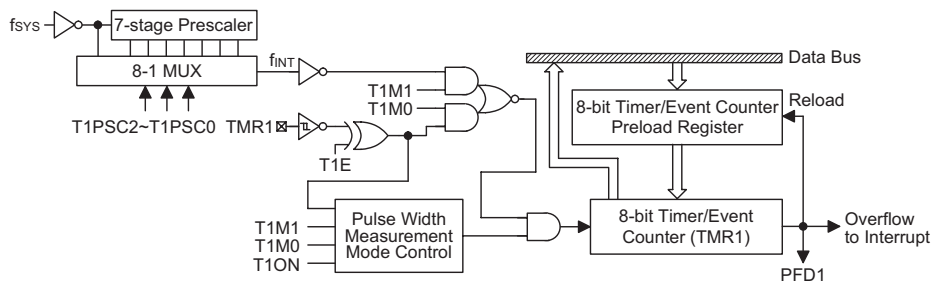 fSYS
7-stage Prescaler
8-1 MUX
fINT
T1PSC2~T1PSC0
TMR1
T1E
T1M1
T1M0
T1M1
T1M0
T1ON
Pulse Width
Measurement
Mode Control
Data Bus
8-bit Timer/Event Counter
Preload Register
Reload
8-bit Timer/Event
Counter (TMR1)
Overflow
to Interrupt
PFD1